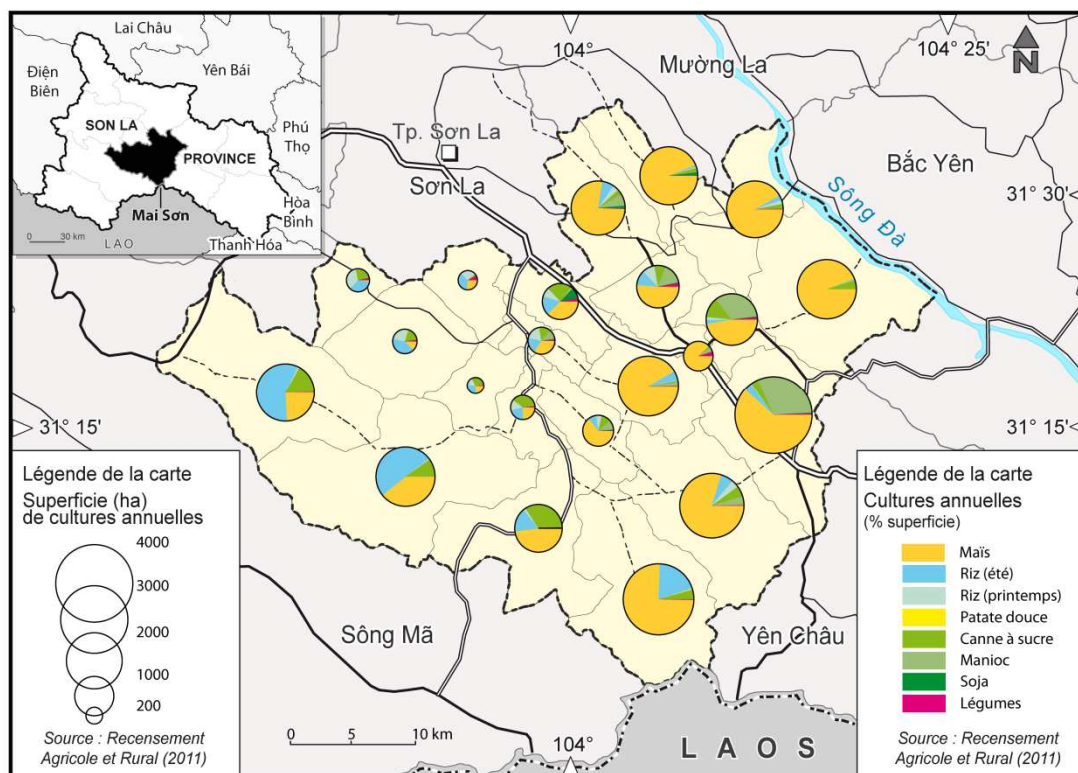 Lai Châu
Điện
Biên
Yên Bái
SON LA
PROVINCE
Phú
Thọ
Mai Sơn
Hòa
Bình
0 30 km
LAO
Thanh Hóa
104°
104° 25'
N
Mường La
Tp. Sơn La
Sơn La
Bắc Yên
31° 30'
Sông Đà
31° 15'
31° 15'
Légende de la carte
Superficie (ha)
de cultures annuelles
4000
3000
2000
1000
200
Source : Recensement
Agricole et Rural (2011)
Sông Mã
Yên Châu
0 5 10 km
104°
LAOS
Légende de la carte
Cultures annuelles
(% superficie)
Maïs
Riz (été)
Riz (printemps)
Patate douce
Canne à sucre
Manioc
Soja
Légumes
Source : Recensement
Agricole et Rural (2011)